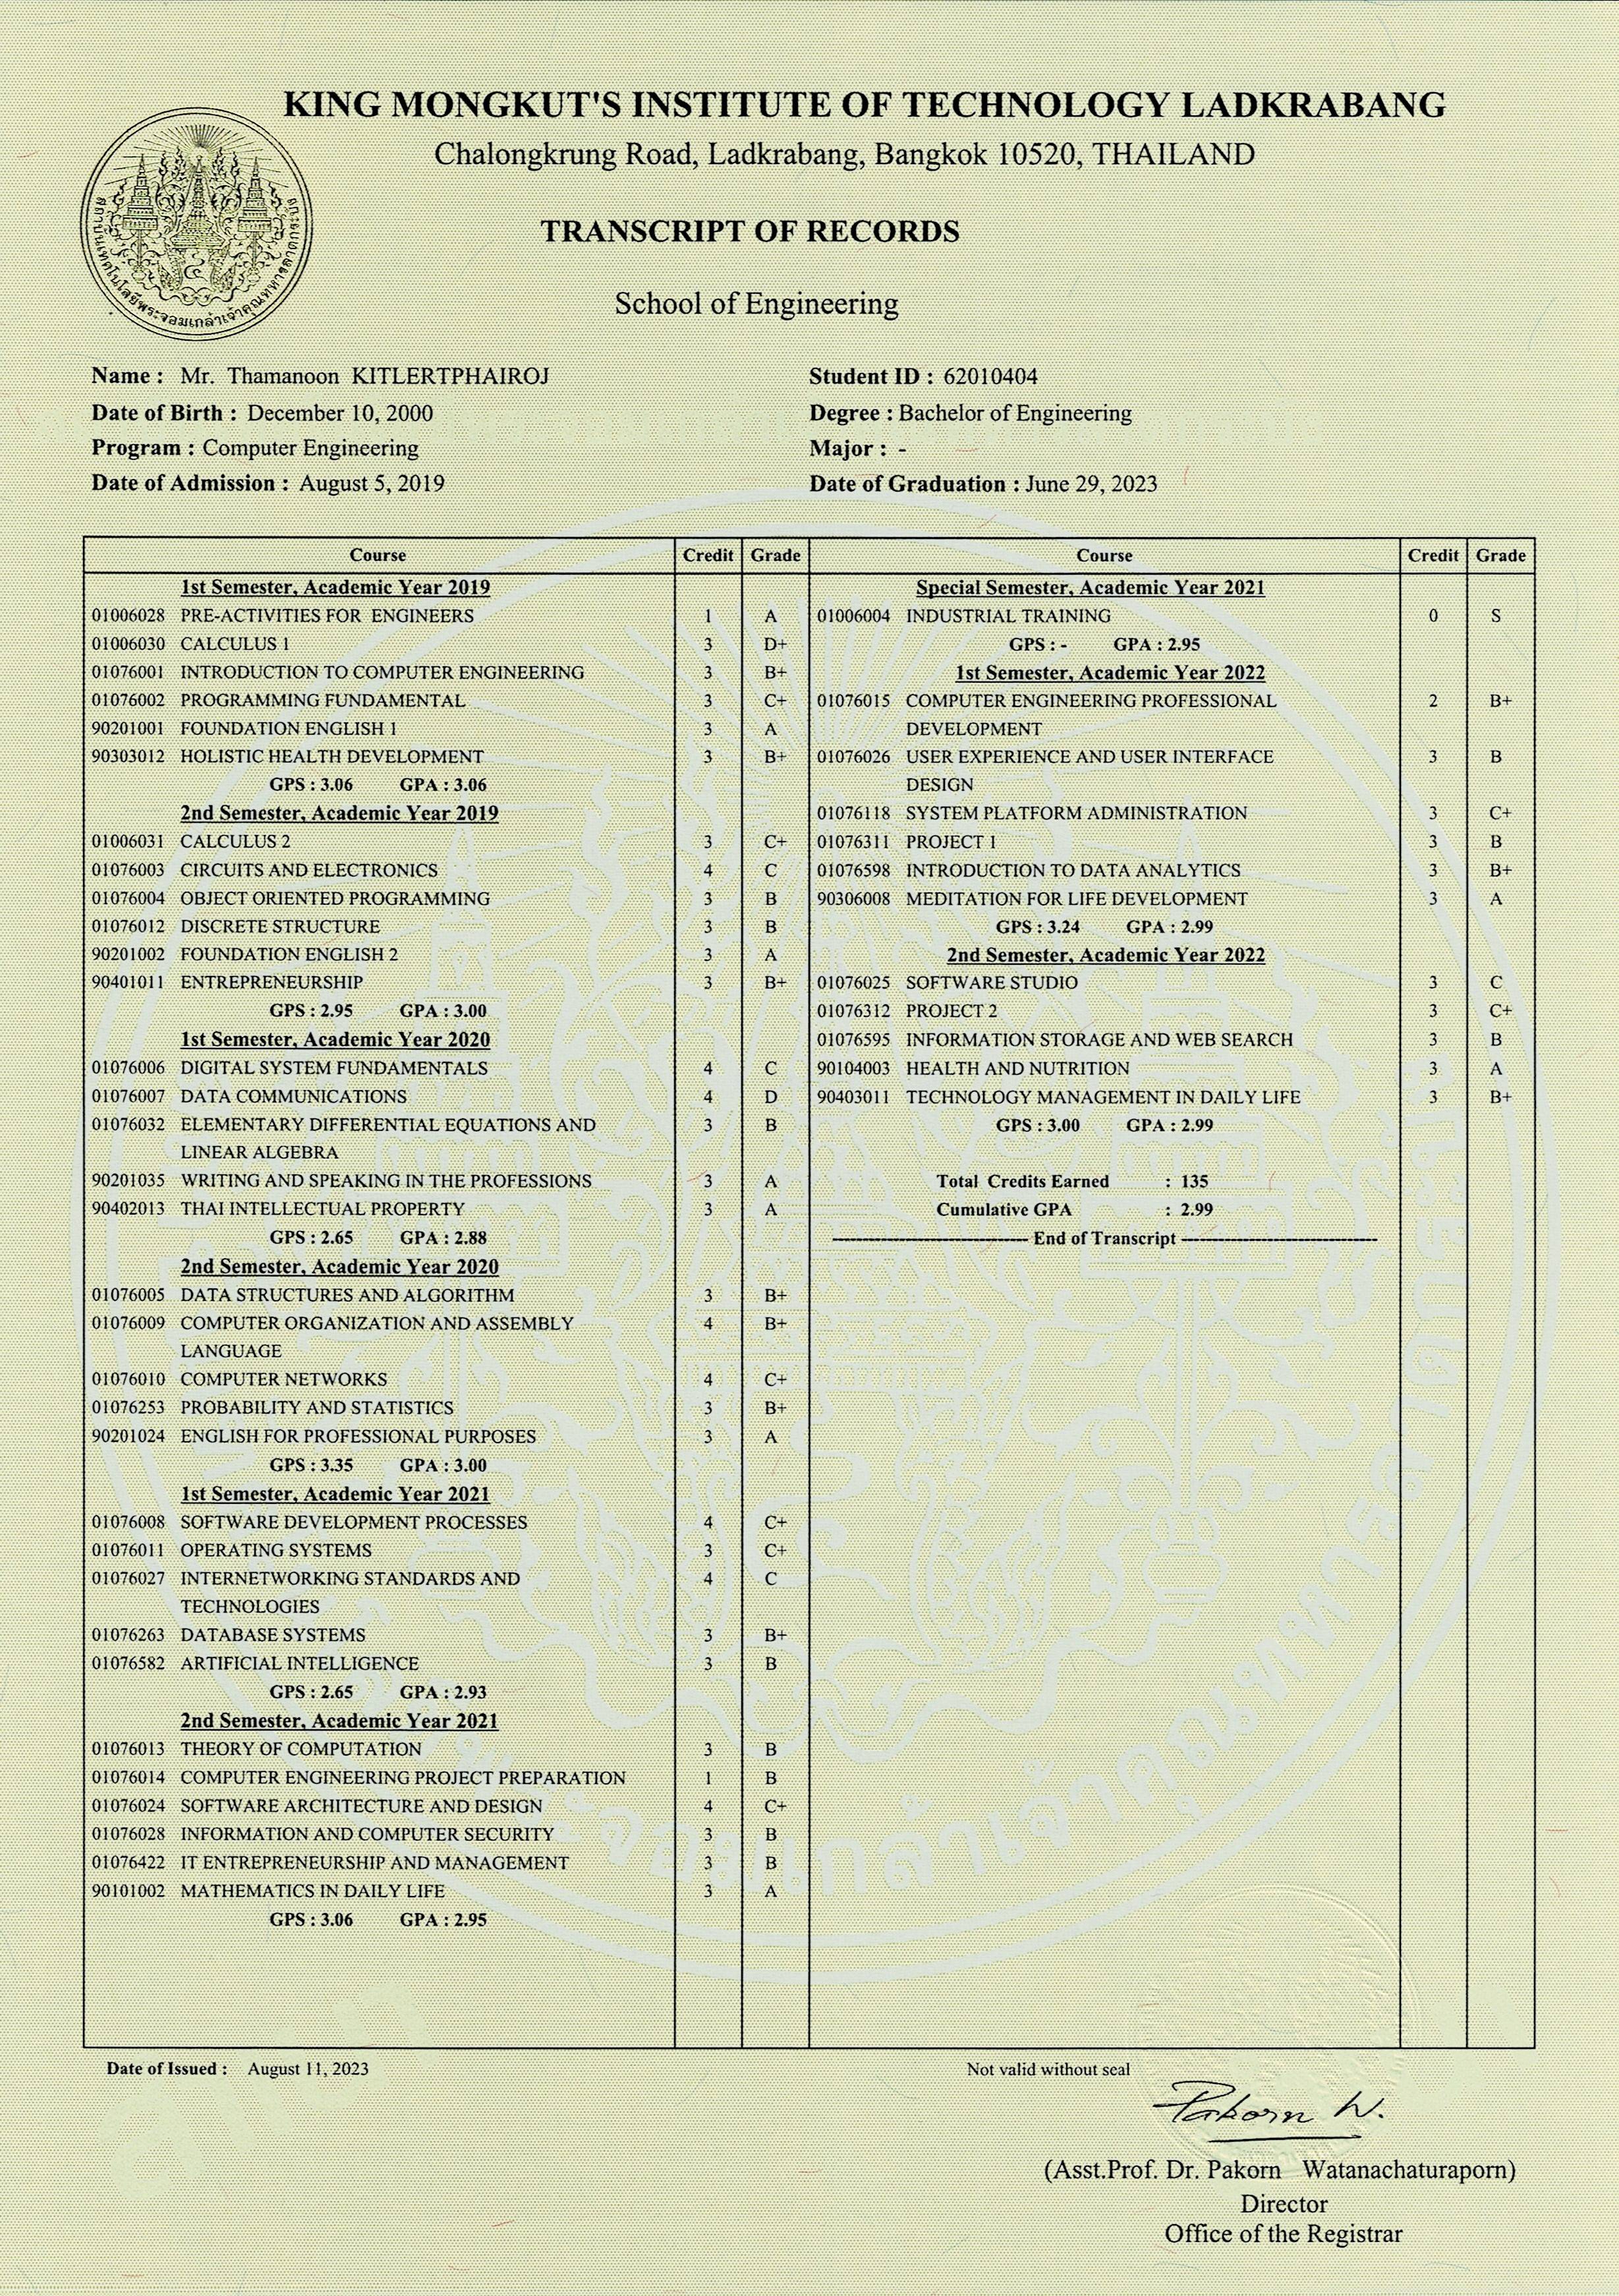 KING MONGKUT'S INSTITUTE OF TECHNOLOGY LADKRABANG
Chalongkrung Road, Ladkrabang, Bangkok 10520, THAILAND
TRANSCRIPT OF RECORDS
School of Engineering
สถาบันเทคโนโลยีพระจอมเกล้าเจ้าคุณทหารลาดกระบัง
Name : Mr. Thamanoon KITLERTPHAIROJ
Student ID : 62010404
Date of Birth : December 10, 2000
Degree : Bachelor of Engineering
Program : Computer Engineering
Major : -
Date of Admission : August 5, 2019
Date of Graduation : June 29, 2023
Course Credit Grade
1st Semester, Academic Year 2019
01006028 PRE-ACTIVITIES FOR ENGINEERS 1 A
01006030 CALCULUS 1 3 D+
01076001 INTRODUCTION TO COMPUTER ENGINEERING 3 B+
01076002 PROGRAMMING FUNDAMENTAL 3 C+
90201001 FOUNDATION ENGLISH 1 3 A
90303012 HOLISTIC HEALTH DEVELOPMENT 3 B+
GPS : 3.06 GPA : 3.06
2nd Semester, Academic Year 2019
01006031 CALCULUS 2 3 C+
01076003 CIRCUITS AND ELECTRONICS 4 C
01076004 OBJECT ORIENTED PROGRAMMING 3 B
01076012 DISCRETE STRUCTURE 3 B
90201002 FOUNDATION ENGLISH 2 3 A
90401011 ENTREPRENEURSHIP 3 B+
GPS : 2.95 GPA : 3.00
1st Semester, Academic Year 2020
01076006 DIGITAL SYSTEM FUNDAMENTALS 4 C
01076007 DATA COMMUNICATIONS 4 D
01076032 ELEMENTARY DIFFERENTIAL EQUATIONS AND 3 B
LINEAR ALGEBRA
90201035 WRITING AND SPEAKING IN THE PROFESSIONS 3 A
90402013 THAI INTELLECTUAL PROPERTY 3 A
GPS : 2.65 GPA : 2.88
2nd Semester, Academic Year 2020
01076005 DATA STRUCTURES AND ALGORITHM 3 B+
01076009 COMPUTER ORGANIZATION AND ASSEMBLY 4 B+
LANGUAGE
01076010 COMPUTER NETWORKS 4 C+
01076253 PROBABILITY AND STATISTICS 3 B+
90201024 ENGLISH FOR PROFESSIONAL PURPOSES 3 A
GPS : 3.35 GPA : 3.00
1st Semester, Academic Year 2021
01076008 SOFTWARE DEVELOPMENT PROCESSES 4 C+
01076011 OPERATING SYSTEMS 3 C+
01076027 INTERNETWORKING STANDARDS AND 4 C
TECHNOLOGIES
01076263 DATABASE SYSTEMS 3 B+
01076582 ARTIFICIAL INTELLIGENCE 3 B
GPS : 2.65 GPA : 2.93
2nd Semester, Academic Year 2021
01076013 THEORY OF COMPUTATION 3 B
01076014 COMPUTER ENGINEERING PROJECT PREPARATION 1 B
01076024 SOFTWARE ARCHITECTURE AND DESIGN 4 C+
01076028 INFORMATION AND COMPUTER SECURITY 3 B
01076422 IT ENTREPRENEURSHIP AND MANAGEMENT 3 B
90101002 MATHEMATICS IN DAILY LIFE 3 A
GPS : 3.06 GPA : 2.95
Course Credit Grade
Special Semester, Academic Year 2021
01006004 INDUSTRIAL TRAINING 0 S
GPS : - GPA : 2.95
1st Semester, Academic Year 2022
01076015 COMPUTER ENGINEERING PROFESSIONAL 2 B+
DEVELOPMENT
01076026 USER EXPERIENCE AND USER INTERFACE 3 B
DESIGN
01076118 SYSTEM PLATFORM ADMINISTRATION 3 C+
01076311 PROJECT 1 3 B
01076598 INTRODUCTION TO DATA ANALYTICS 3 B+
90306008 MEDITATION FOR LIFE DEVELOPMENT 3 A
GPS : 3.24 GPA : 2.99
2nd Semester, Academic Year 2022
01076025 SOFTWARE STUDIO 3 C
01076312 PROJECT 2 3 C+
01076595 INFORMATION STORAGE AND WEB SEARCH 3 B
90104003 HEALTH AND NUTRITION 3 A
90403011 TECHNOLOGY MANAGEMENT IN DAILY LIFE 3 B+
GPS : 3.00 GPA : 2.99
Total Credits Earned : 135
Cumulative GPA : 2.99
End of Transcript
Date of Issued : August 11, 2023
Not valid without seal
Pakorn W.
(Asst.Prof. Dr. Pakorn Watanachaturaporn)
Director
Office of the Registrar